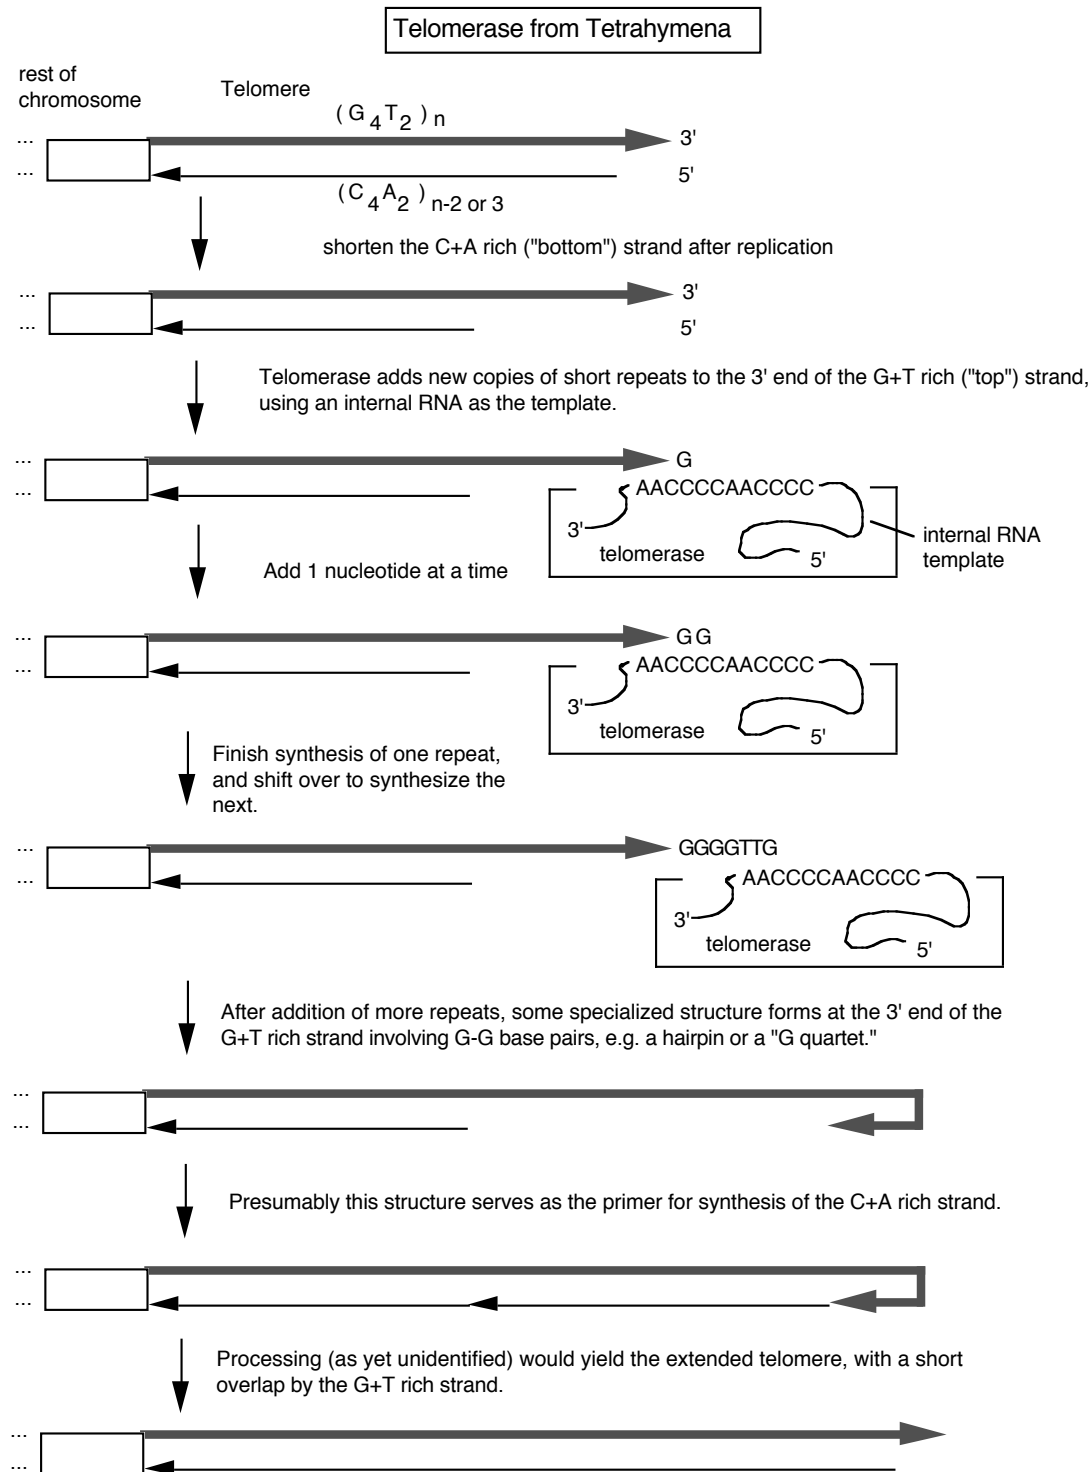 Telomerase from Tetrahymena
rest of
chromosome
Telomere
(G4T2)n
... 3'
... 5'
(C4A2)n-2 or 3
shorten the C+A rich ("bottom") strand after replication
... 3'
... 5'
Telomerase adds new copies of short repeats to the 3' end of the G+T rich ("top") strand,
using an internal RNA as the template.
... G
... AACCCCAACCCC
3'
telomerase
5'
internal RNA
template
Add 1 nucleotide at a time
... GG
... AACCCCAACCCC
3'
telomerase
5'
Finish synthesis of one repeat,
and shift over to synthesize the
next.
... GGGGTTG
... AACCCCAACCCC
3'
telomerase
5'
After addition of more repeats, some specialized structure forms at the 3' end of the
G+T rich strand involving G-G base pairs, e.g. a hairpin or a "G quartet."
...
...
Presumably this structure serves as the primer for synthesis of the C+A rich strand.
...
...
Processing (as yet unidentified) would yield the extended telomere, with a short
overlap by the G+T rich strand.
...
...